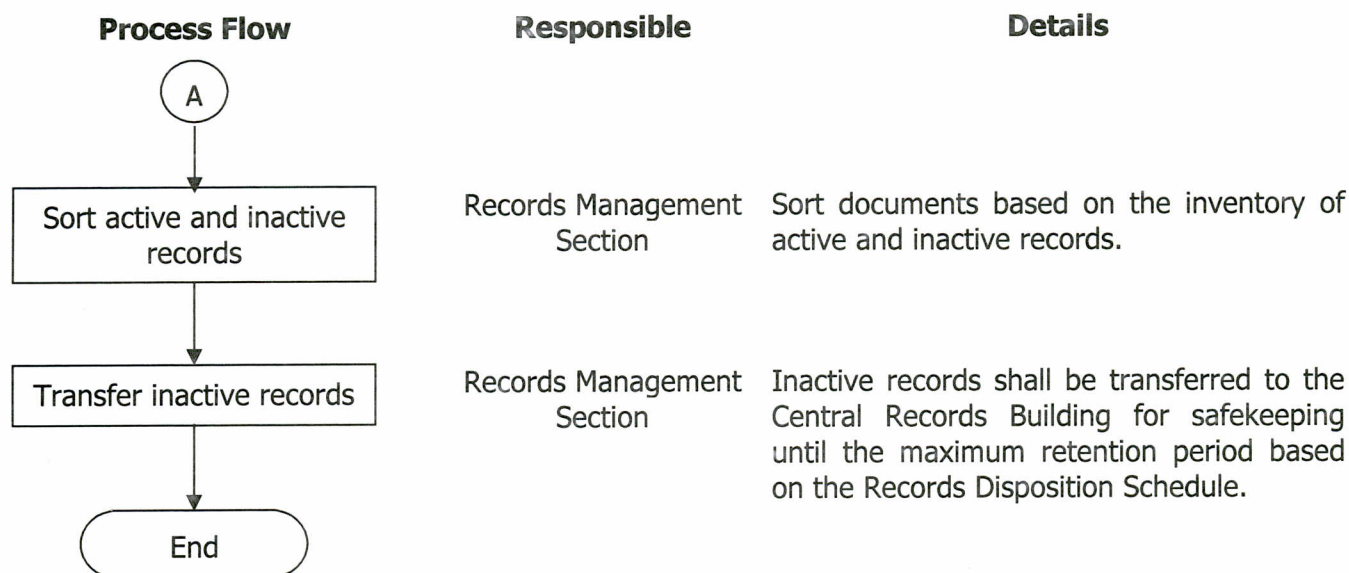 Process Flow Responsible Details
A
Sort active and inactive
records
Records Management
Section
Sort documents based on the inventory of
active and inactive records.
Transfer inactive records
Records Management
Section
Inactive records shall be transferred to the
Central Records Building for safekeeping
until the maximum retention period based
on the Records Disposition Schedule.
End